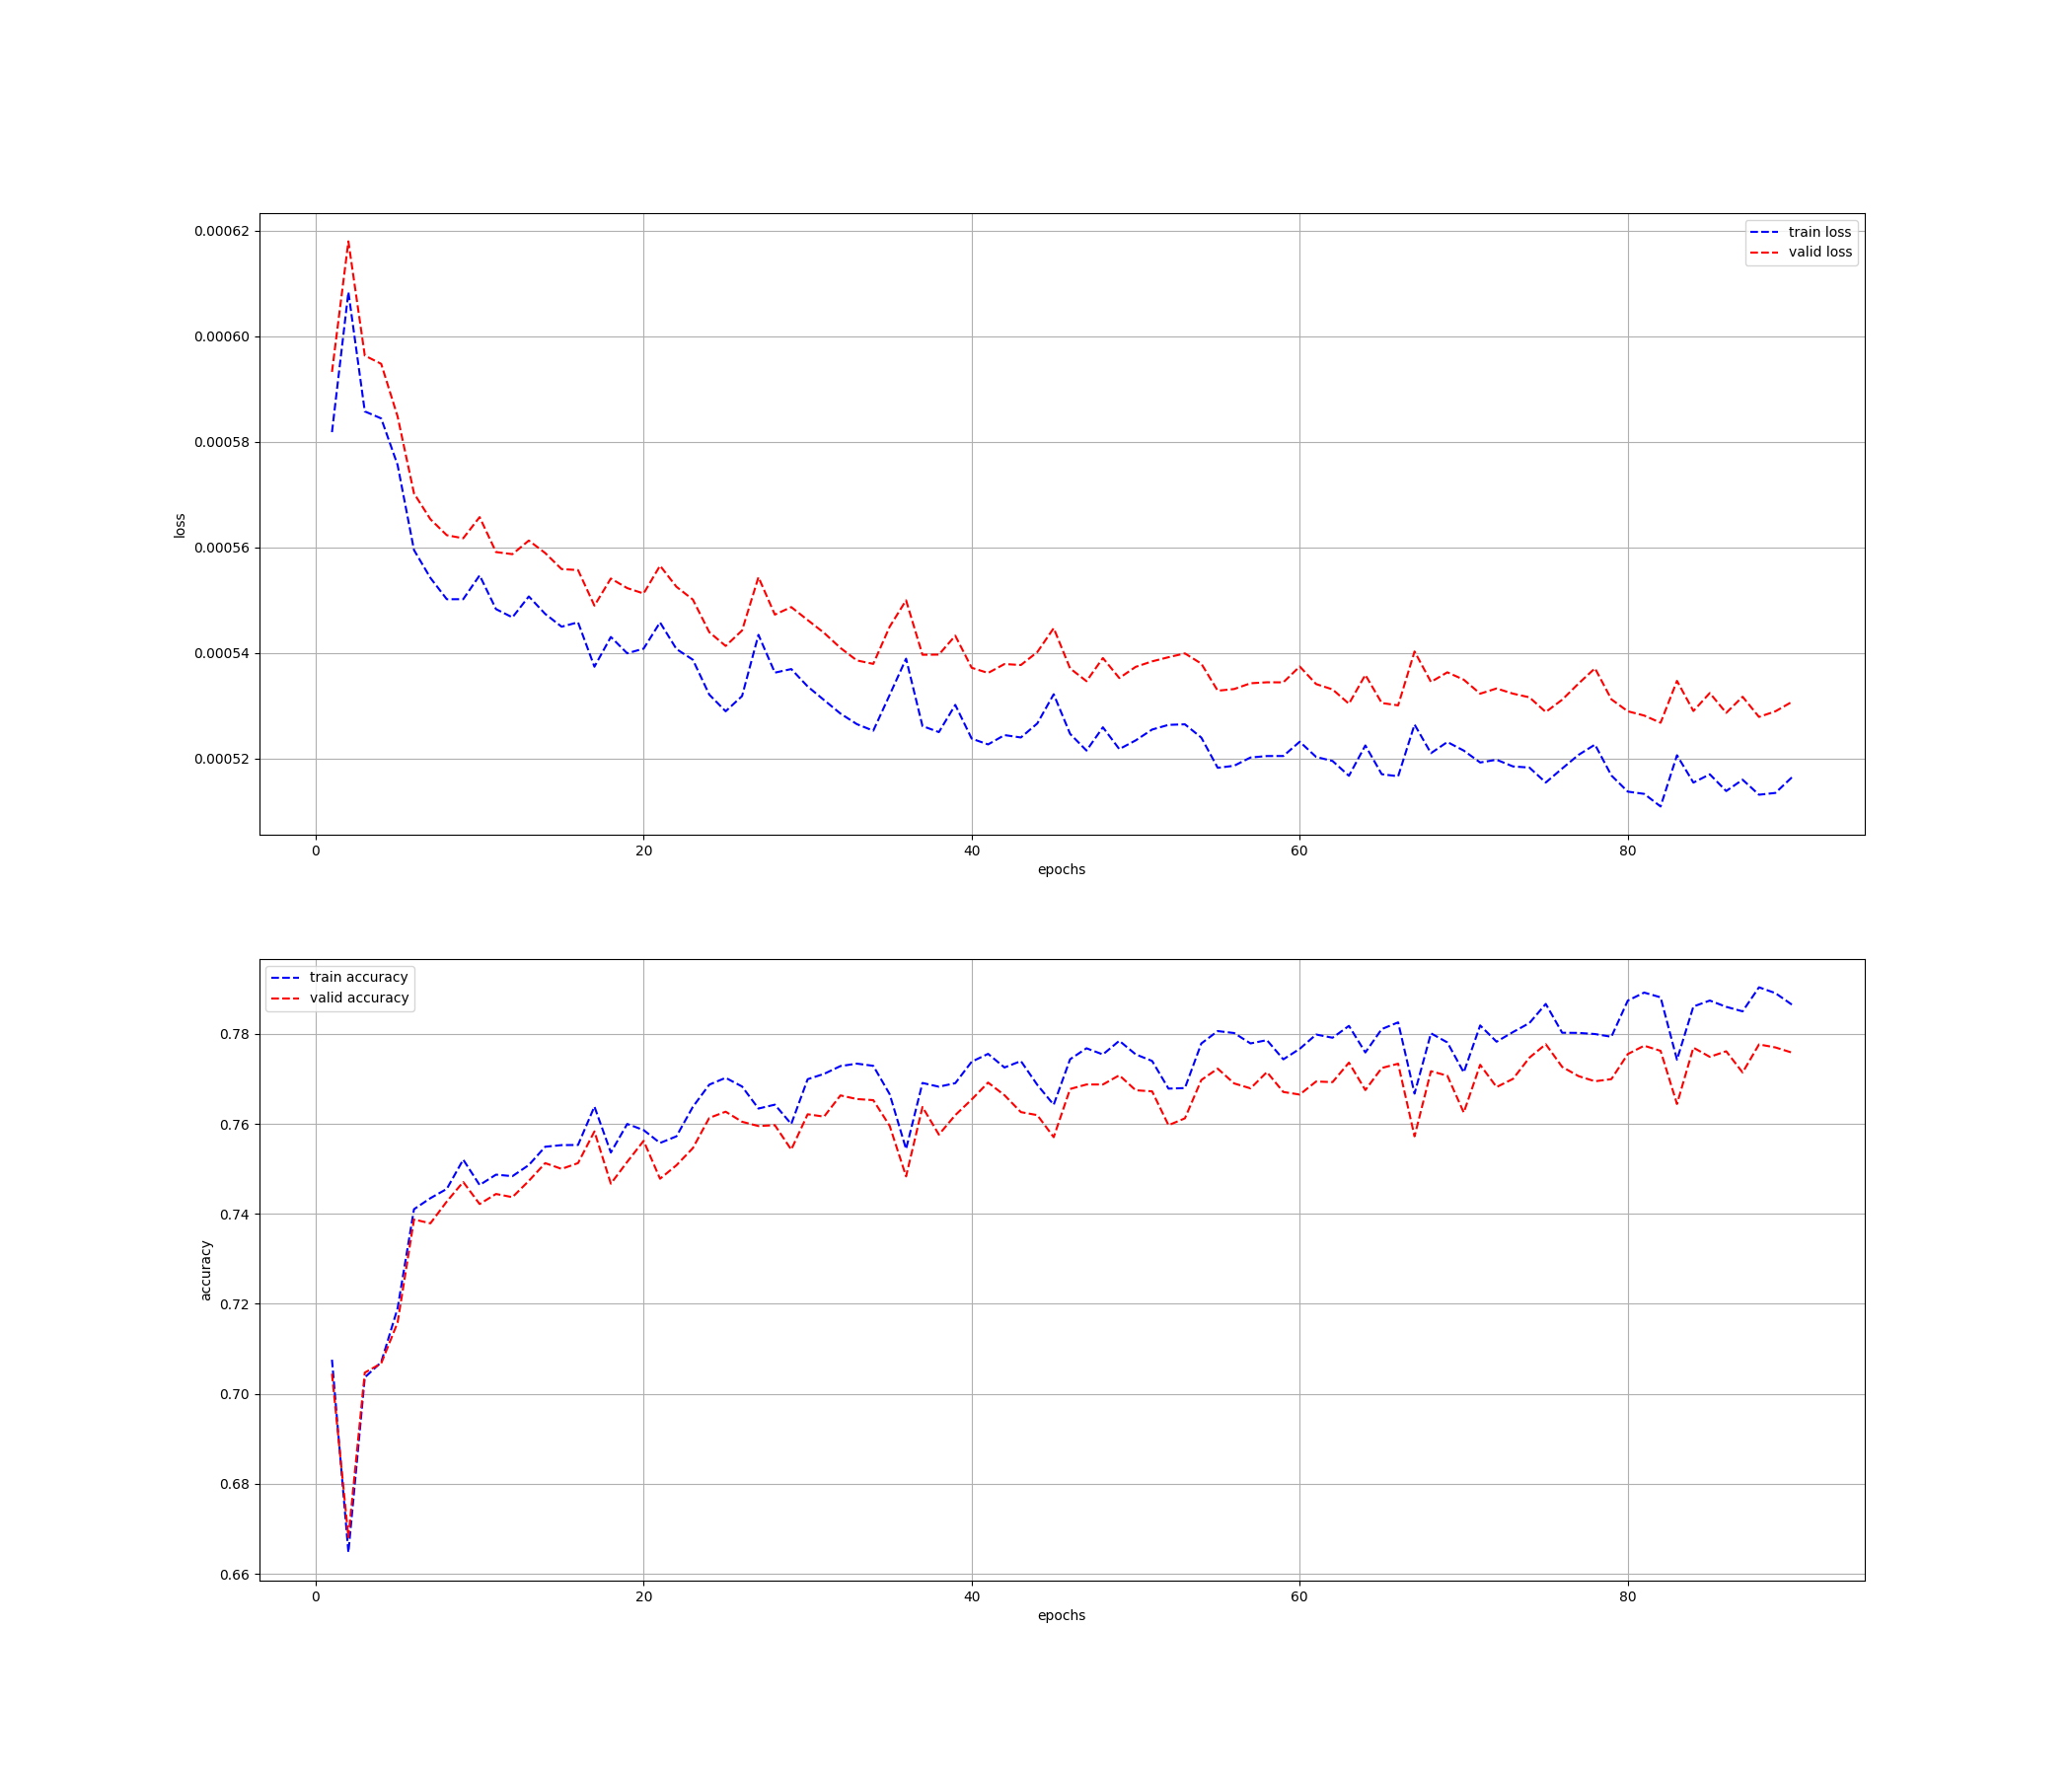 0.00062
0.00060
0.00058
0.00056
0.00054
0.00052
loss
train loss
valid loss
0 20 40 60 80
epochs
train accuracy
valid accuracy
0.78
0.76
0.74
0.72
0.70
0.68
0.66
accuracy
0 20 40 60 80
epochs